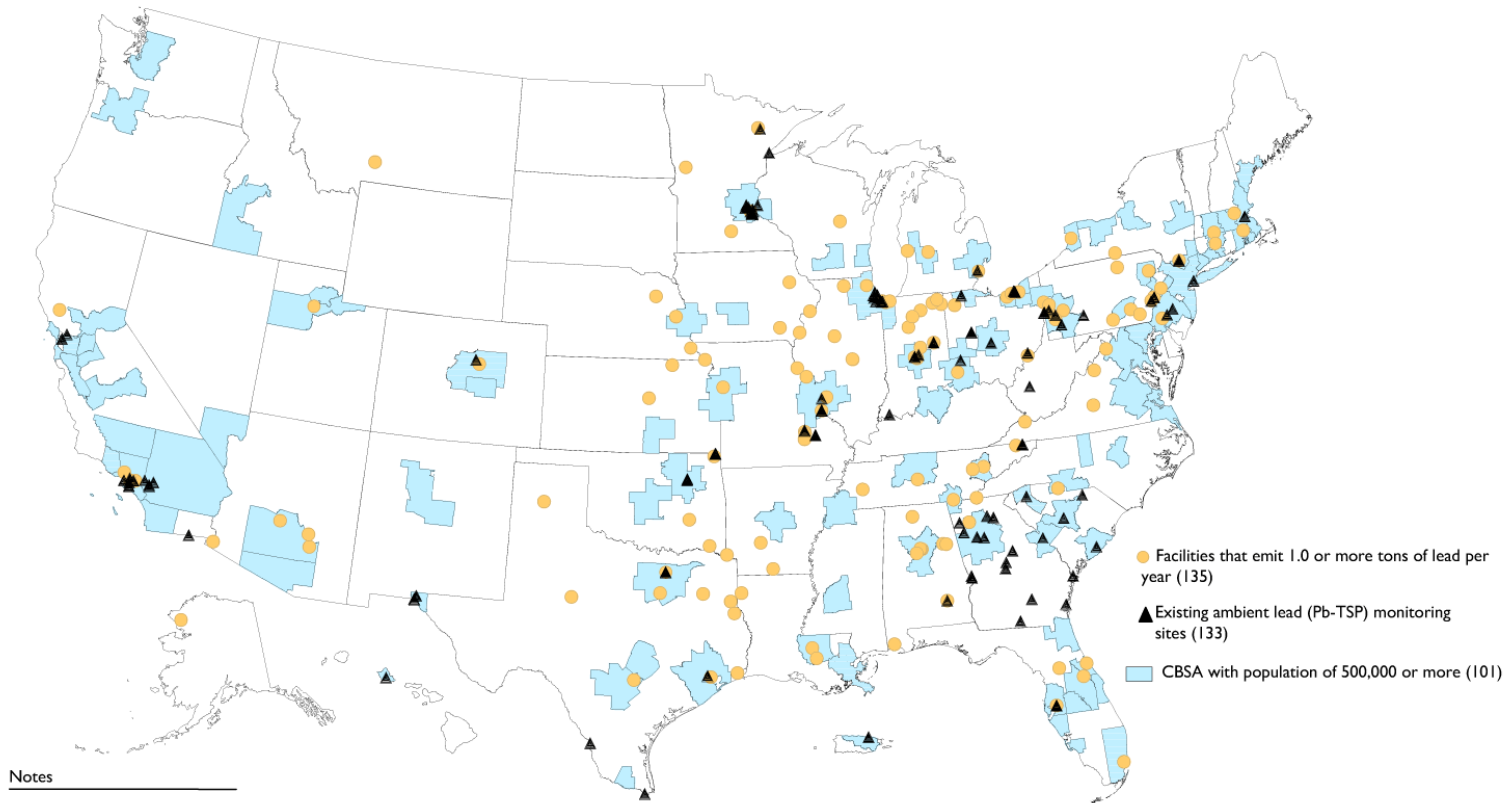 Facilities that emit 1.0 or more tons of lead per
year (135)
Existing ambient lead (Pb-TSP) monitoring
sites (133)
CBSA with population of 500,000 or more (101)
Notes